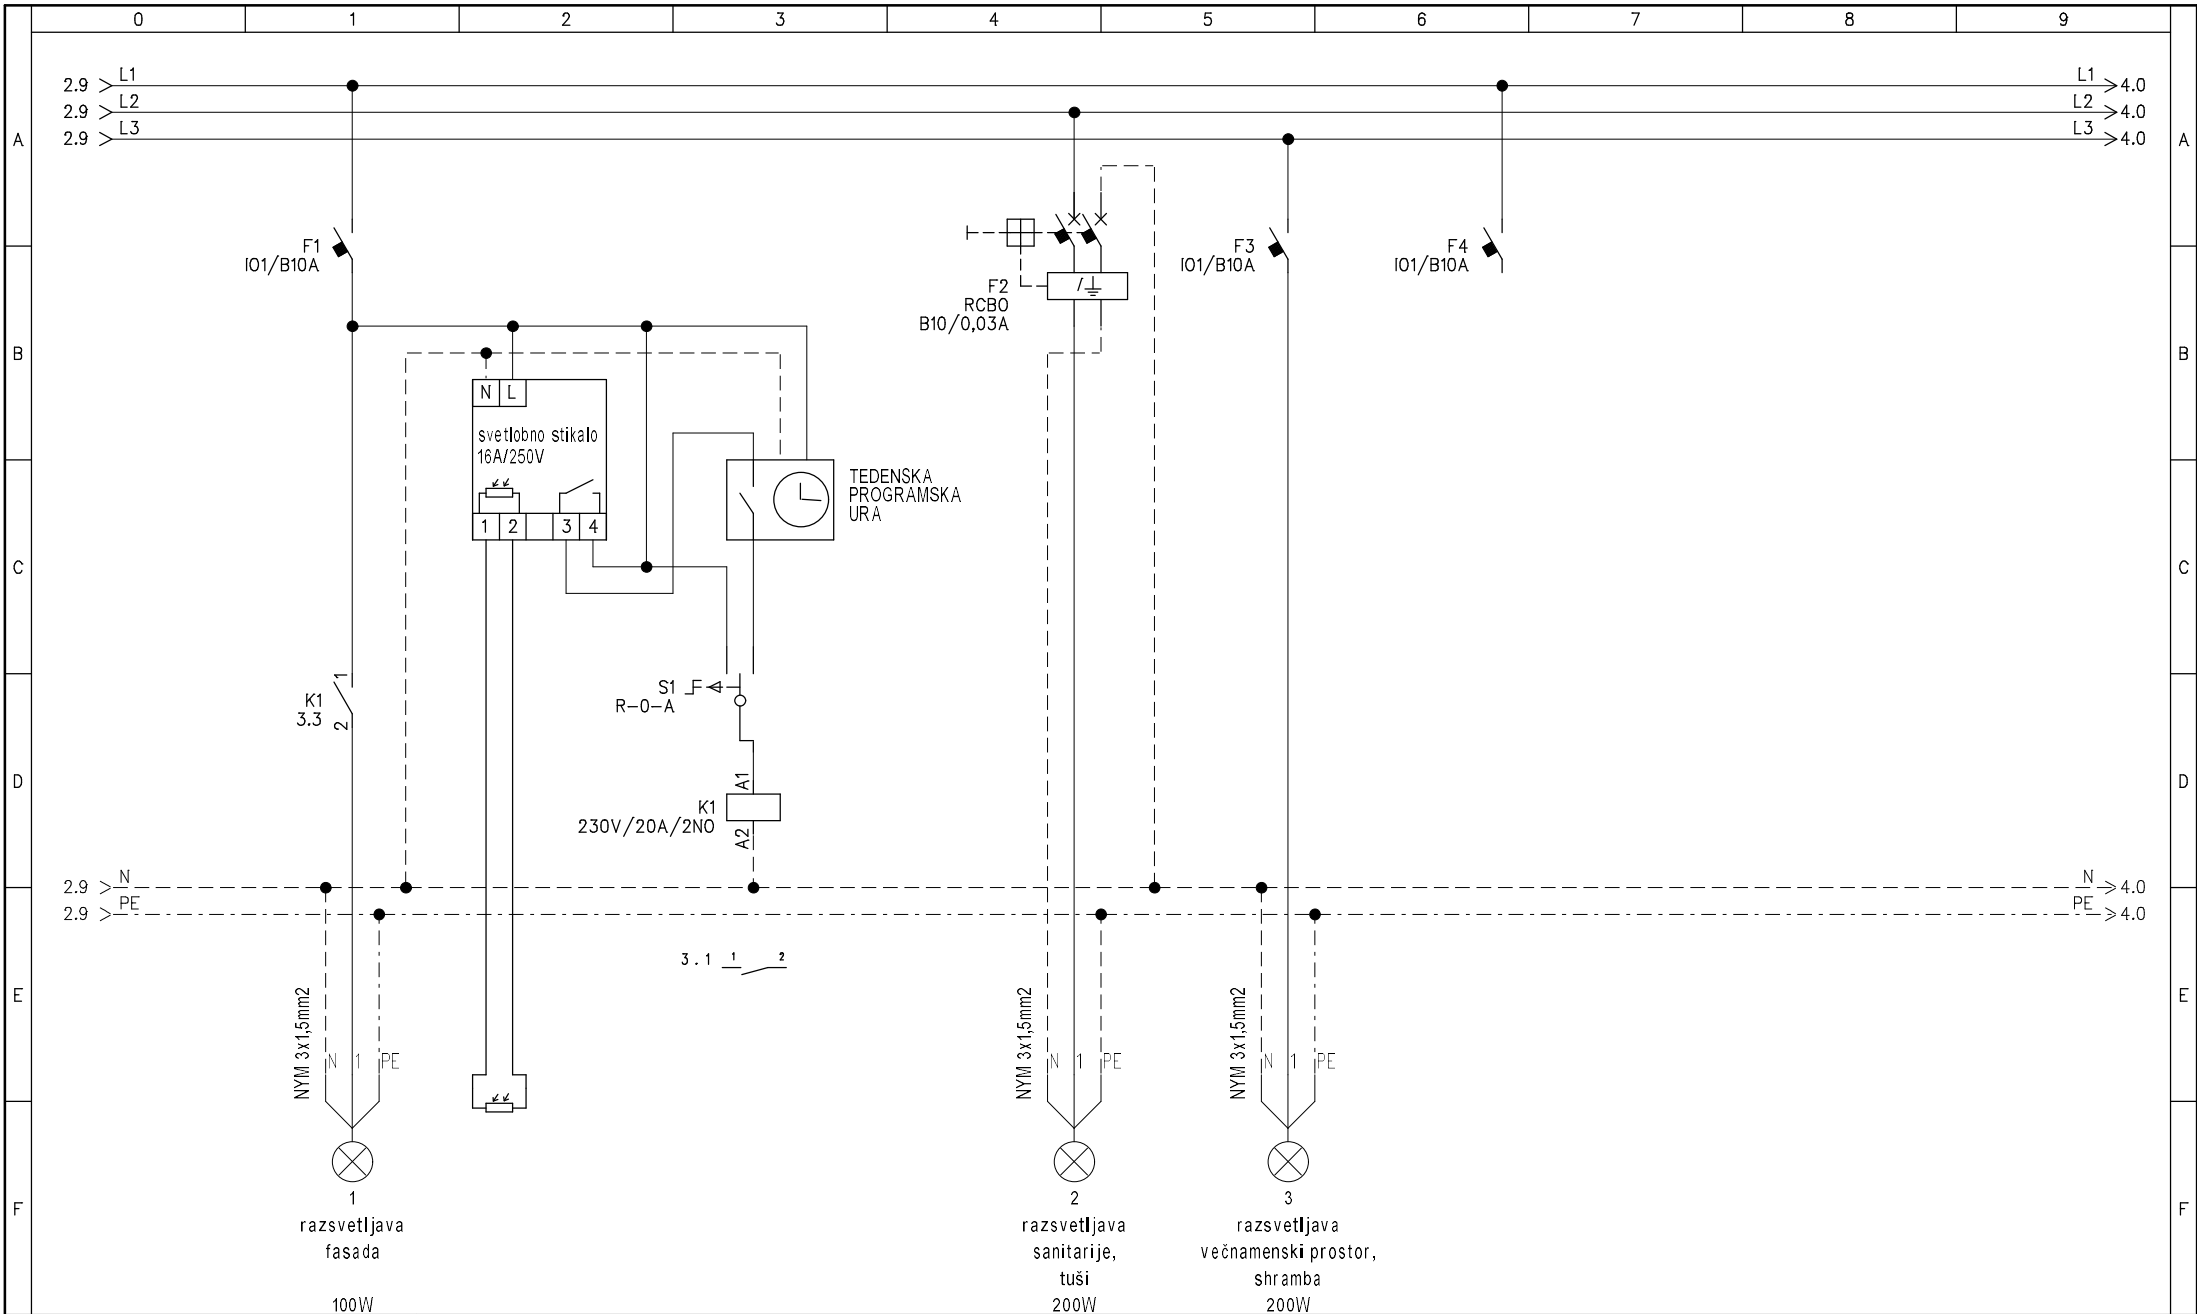 0 1 2 3 4 5 6 7 8 9
2.9 L1 L1 4.0
2.9 L2 L2 4.0
2.9 L3 L3 4.0
A A
F1
I01/B10A
F2
RCBO
B10/0,03A
F3
I01/B10A
F4
I01/B10A
B B
N L
svetlobno stikalo
16A/250V
1 2 3 4
TEDENSKA
PROGRAMSKA
URA
C C
K1
3.3
1
2
S1
R-0-A
D D
A1
K1
230V/20A/2NO
A2
2.9 N N 4.0
2.9 PE PE 4.0
3.1 1 2
E E
NYM 3x1,5mm2
N 1 PE
NYM 3x1,5mm2
N 1 PE
NYM 3x1,5mm2
N 1 PE
F F
1
razsvetljava
fasada
100W
2
razsvetljava
sanitarije,
tuši
200W
3
razsvetljava
večnamenski prostor,
shramba
200W